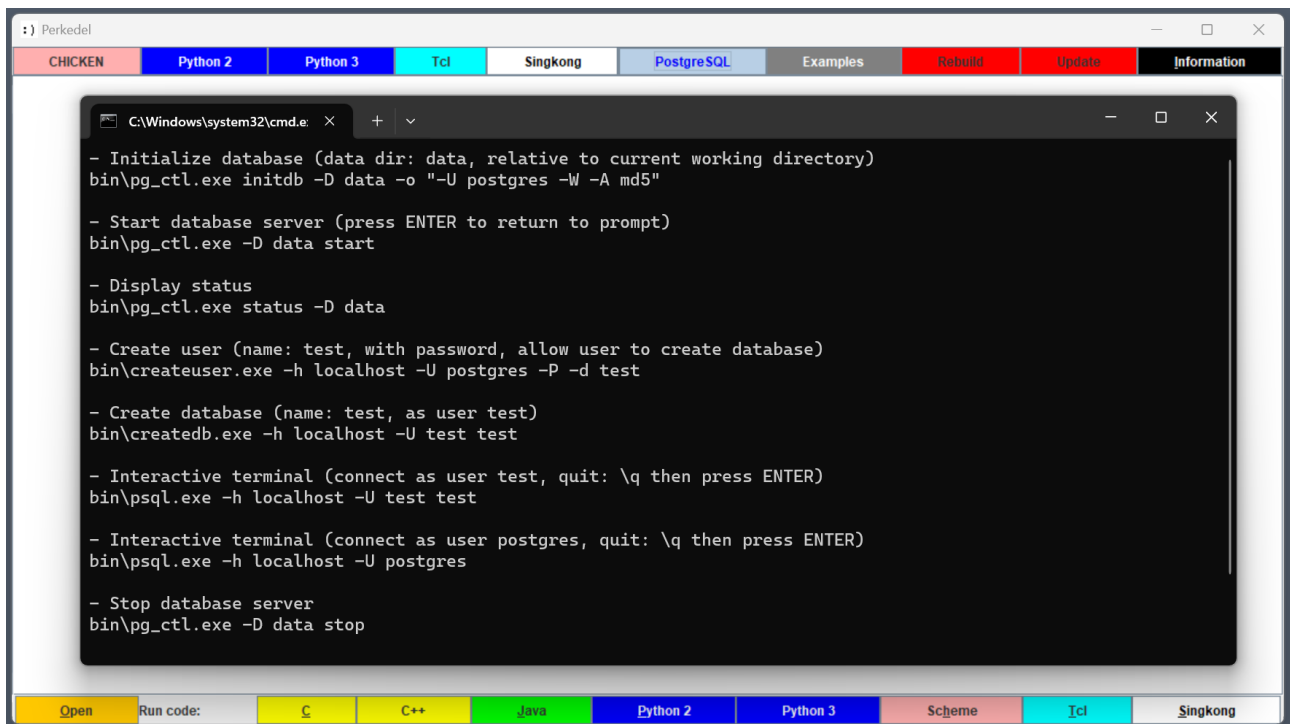 :) Perkedel
CHICKEN Python 2 Python 3 Tcl Singkong PostgreSQL Examples Rebuild Update Information
C:\Windows\system32\cmd.e:
- Initialize database (data dir: data, relative to current working directory)
bin\pg_ctl.exe initdb -D data -o "-U postgres -W -A md5"
- Start database server (press ENTER to return to prompt)
bin\pg_ctl.exe -D data start
- Display status
bin\pg_ctl.exe status -D data
- Create user (name: test, with password, allow user to create database)
bin\createuser.exe -h localhost -U postgres -P -d test
- Create database (name: test, as user test)
bin\createdb.exe -h localhost -U test test
- Interactive terminal (connect as user test, quit: \q then press ENTER)
bin\psql.exe -h localhost -U test test
- Interactive terminal (connect as user postgres, quit: \q then press ENTER)
bin\psql.exe -h localhost -U postgres
- Stop database server
bin\pg_ctl.exe -D data stop
Open Run code: C C++ Java Python 2 Python 3 Scheme Tcl Singkong